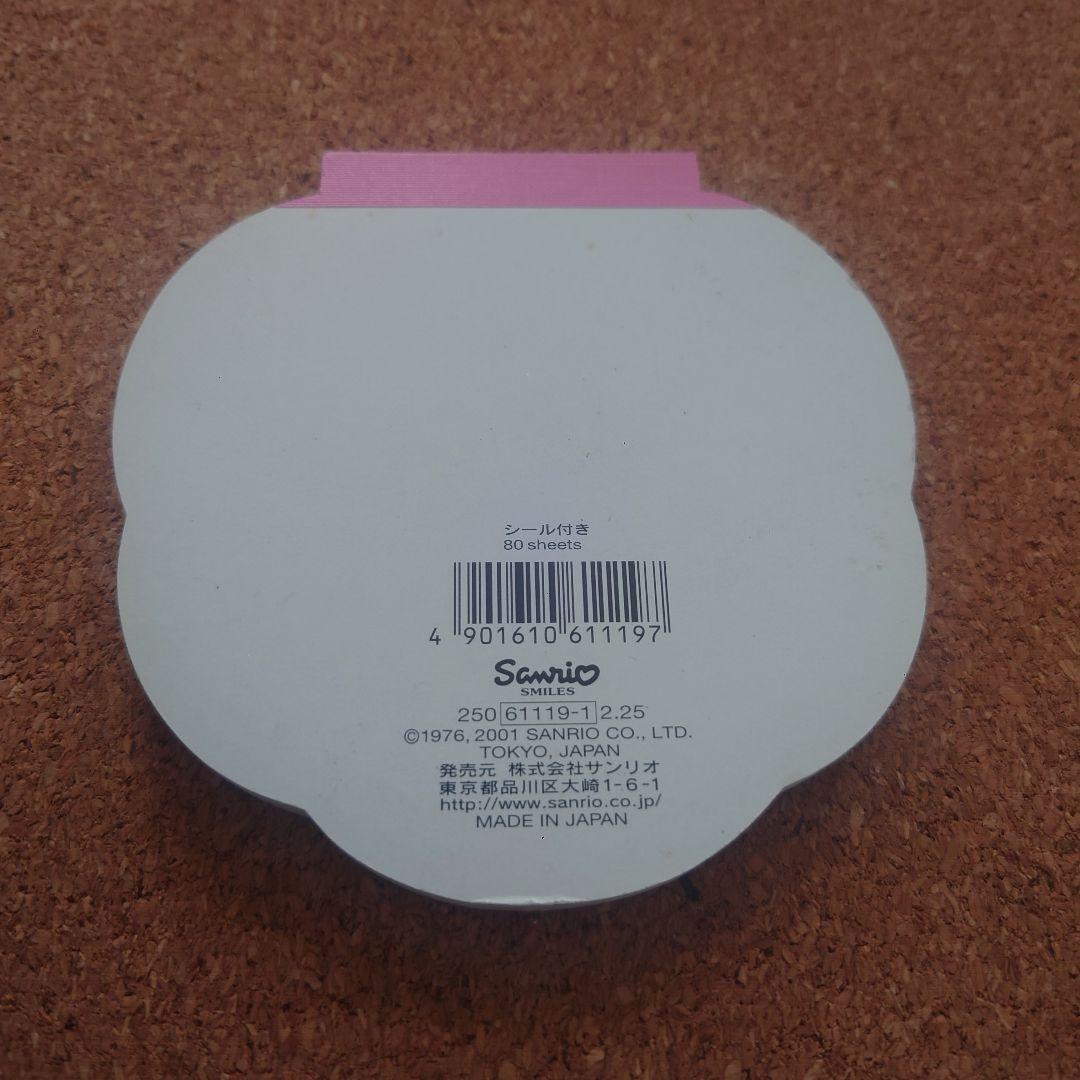 シール付き
80 sheets
4 901610 611197
Sanrio
SMILES
250 61119-1 2.25
©1976, 2001 SANRIO CO., LTD.
TOKYO, JAPAN
発売元 株式会社サンリオ
東京都品川区大崎1-6-1
http://www.sanrio.co.jp/
MADE IN JAPAN